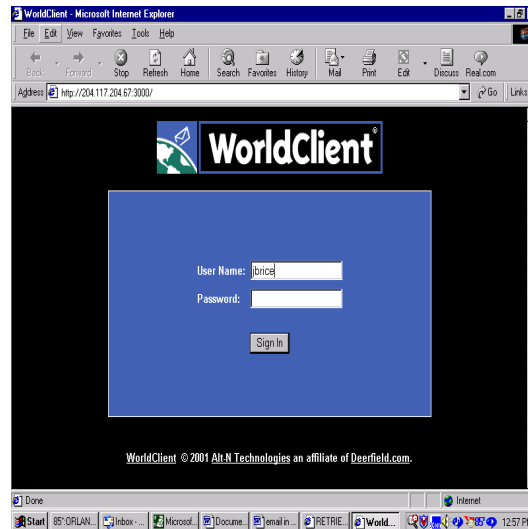 WorldClient - Microsoft Internet Explorer
File Edit View Favorites Tools Help
Back Forward Stop Refresh Home Search Favorites History Mail Print Edit Discuss Real.com
Address http://204.117.204.67:3000/ Go Links
WorldClient®
User Name: jbrice
Password:
Sign In
WorldClient © 2001 Alt-N Technologies an affiliate of Deerfield.com.
Done Internet
Start 85°:ORLAN... Inbox - ... Microsof... Docume... email in ... RETRIE... World... 12:57 PM